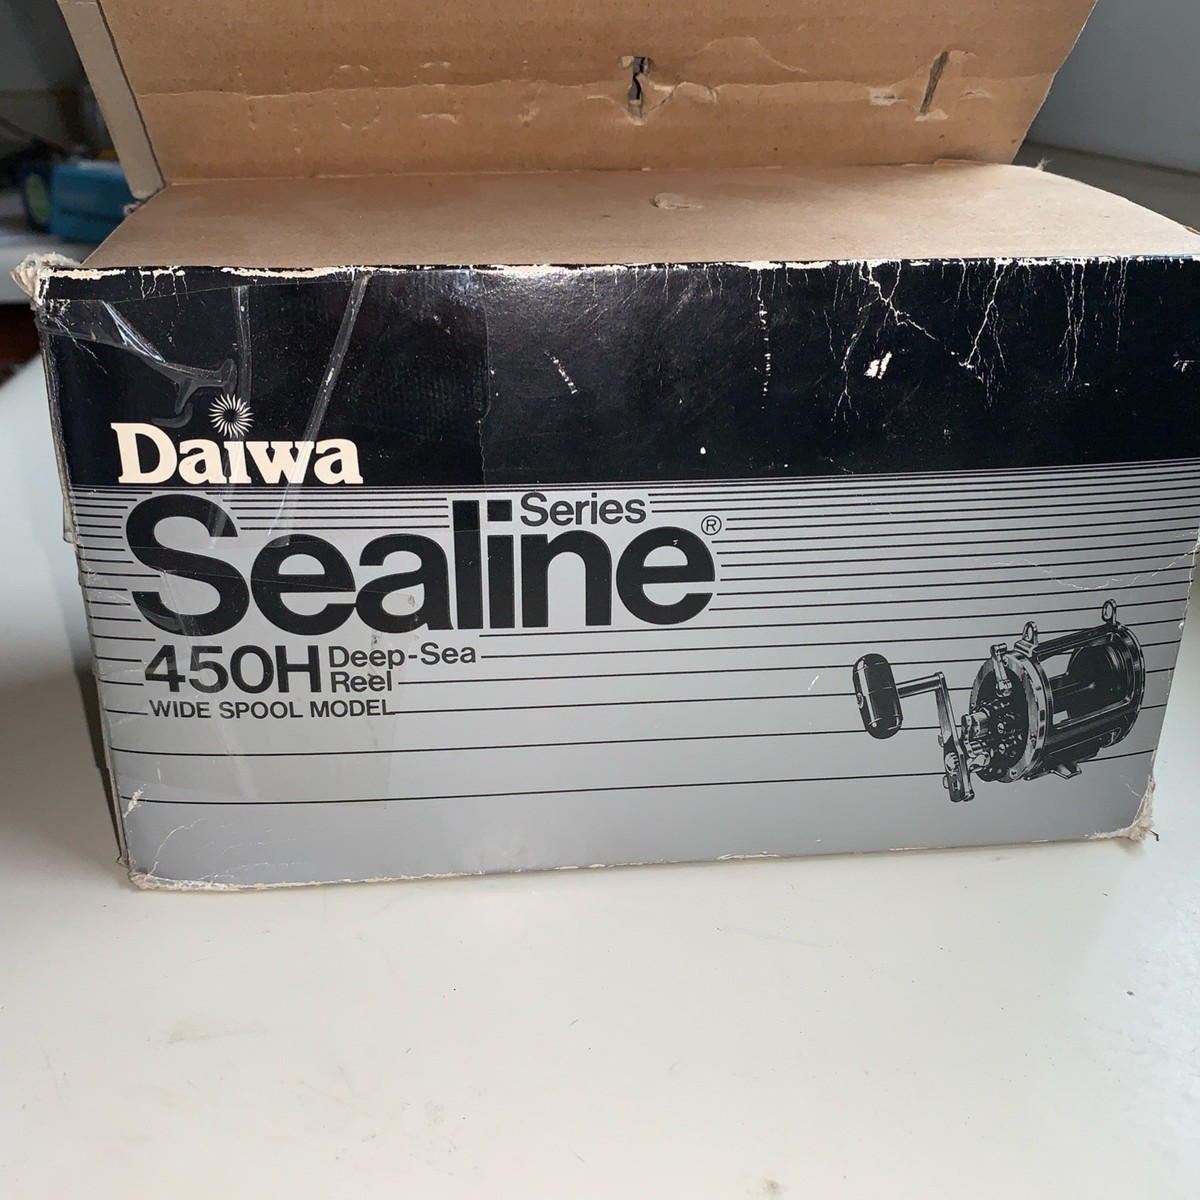 Daiwa
Series
Sealine®
450H Deep-Sea
Reel
WIDE SPOOL MODEL